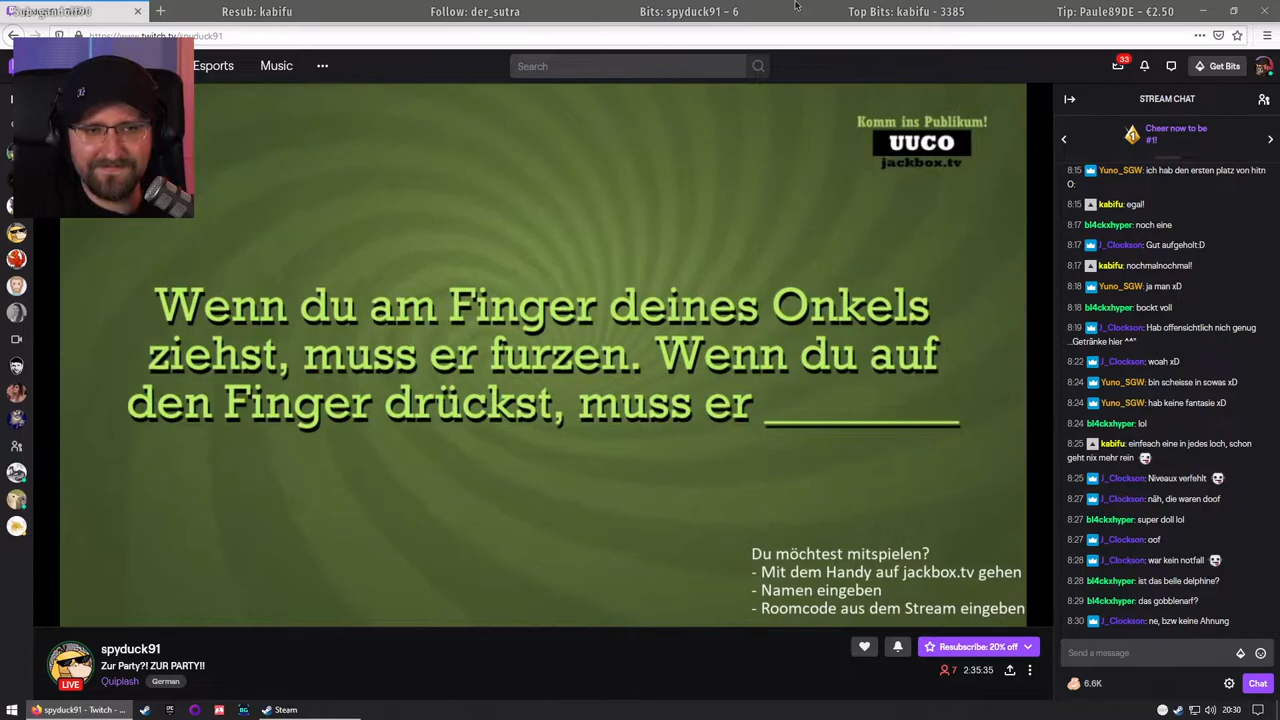 Resub: kabifu
Follow: der_sutra
Bits: spyduck91 – 6
Top Bits: kabifu - 3385
Tip: Paule89DE – €2.50
https://www.twitch.tv/spyduck91
Esports
Music
Search
33
Get Bits
Komm ins Publikum!
UUCO
jackbox.tv
Wenn du am Finger deines Onkels
ziehst, muss er furzen. Wenn du auf
den Finger drückst, muss er
Du möchtest mitspielen?
- Mit dem Handy auf jackbox.tv gehen
- Namen eingeben
- Roomcode aus dem Stream eingeben
STREAM CHAT
Cheer now to be
#1!
8:15 Yuno_SGW: ich hab den ersten platz von hitn
O:
8:15 kabifu: egal!
8:17 bl4ckxhyper: noch eine
8:17 J_Clockson: Gut aufgeholt:D
8:17 kabifu: nochmalnochmal!
8:18 Yuno_SGW: ja man xD
8:18 bl4ckxhyper: bockt voll
8:19 J_Clockson: Hab offensichtlich nich genug
..Getränke hier ^^"
8:22 J_Clockson: woah xD
8:24 Yuno_SGW: bin scheisse in sowas xD
8:24 Yuno_SGW: hab keine fantasie xD
8:24 bl4ckxhyper: lol
8:25 kabifu: einfeach eine in jedes loch, schon
geht nix mehr rein
8:25 J_Clockson: Niveaux verfehlt
8:27 J_Clockson: näh, die waren doof
8:27 bl4ckxhyper: super doll lol
8:27 J_Clockson: oof
8:28 J_Clockson: war kein notfall
8:28 bl4ckxhyper: ist das belle delphine?
8:29 bl4ckxhyper: das gobblenarf?
8:30 J_Clockson: ne, bzw keine Ahnung
Send a message
6.6K
Chat
spyduck91
Zur Party?! ZUR PARTY!!
Quiplash
German
LIVE
Resubscribe: 20% off
7
2:35:35
spyduck91 - Twitch - ...
Steam
20:30